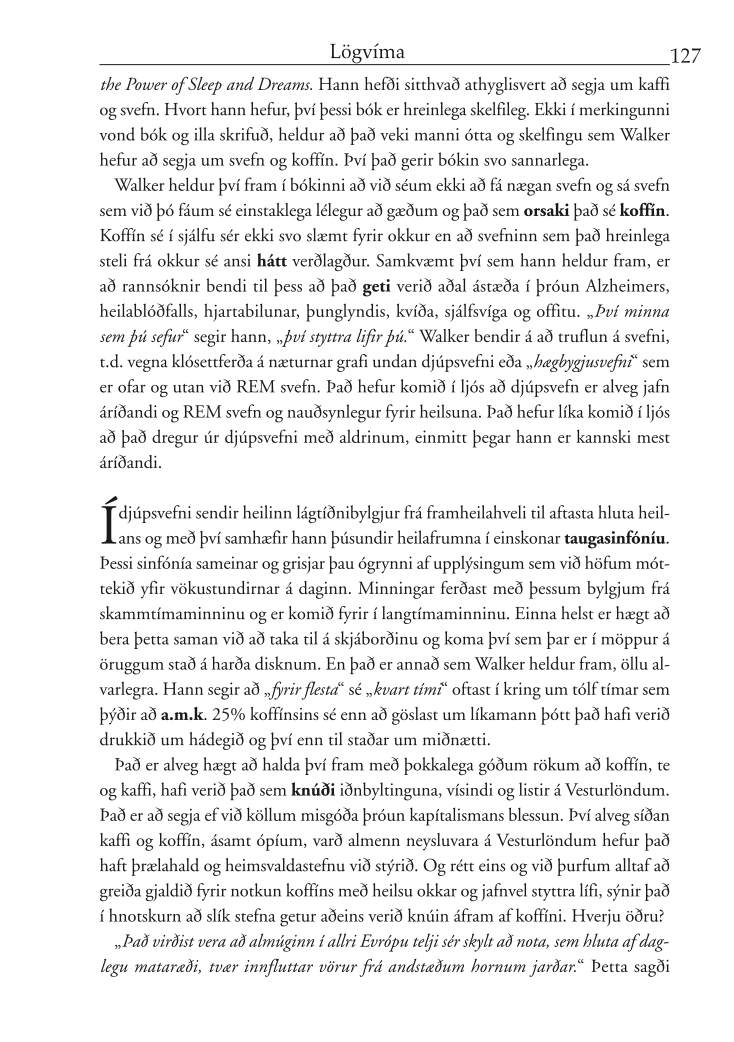 Lögvíma
127
the Power of Sleep and Dreams. Hann hefði sitthvað athyglisvert að segja um kaffi
og svefn. Hvort hann hefur, því þessi bók er hreinlega skelfileg. Ekki í merkingunni
vond bók og illa skrifuð, heldur að það veki manni ótta og skelfingu sem Walker
hefur að segja um svefn og koffín. Því það gerir bókin svo sannarlega.
Walker heldur því fram í bókinni að við séum ekki að fá nægan svefn og sá svefn
sem við þó fáum sé einstaklega lélegur að gæðum og það sem orsaki það sé koffín.
Koffín sé í sjálfu sér ekki svo slæmt fyrir okkur en að svefninn sem það hreinlega
steli frá okkur sé ansi hátt verðlagður. Samkvæmt því sem hann heldur fram, er
að rannsóknir bendi til þess að það geti verið aðal ástæða í þróun Alzheimers,
heilablóðfalls, hjartabilunar, þunglyndis, kvíða, sjálfsvíga og offitu. „Því minna
sem þú sefur“ segir hann, „því styttra lifir þú.“ Walker bendir á að truflun á svefni,
t.d. vegna klósettferða á næturnar grafi undan djúpsvefni eða „hægbygjusvefni“ sem
er ofar og utan við REM svefn. Það hefur komið í ljós að djúpsvefn er alveg jafn
áríðandi og REM svefn og nauðsynlegur fyrir heilsuna. Það hefur líka komið í ljós
að það dregur úr djúpsvefni með aldrinum, einmitt þegar hann er kannski mest
áríðandi.
Í djúpsvefni sendir heilinn lágtíðnibylgjur frá framheilahveli til aftasta hluta heil-
ans og með því samhæfir hann þúsundir heilafrumna í einskonar taugasinfóníu.
Þessi sinfónía sameinar og grisjar þau ógrynni af upplýsingum sem við höfum mót-
tekið yfir vökustundirnar á daginn. Minningar ferðast með þessum bylgjum frá
skammtímaminninu og er komið fyrir í langtímaminninu. Einna helst er hægt að
bera þetta saman við að taka til á skjáborðinu og koma því sem þar er í möppur á
öruggum stað á harða disknum. En það er annað sem Walker heldur fram, öllu al-
varlegra. Hann segir að „fyrir flesta“ sé „kvart tími“ oftast í kring um tólf tímar sem
þýðir að a.m.k. 25% koffínsins sé enn að göslast um líkamann þótt það hafi verið
drukkið um hádegið og því enn til staðar um miðnætti.
Það er alveg hægt að halda því fram með þokkalega góðum rökum að koffín, te
og kaffi, hafi verið það sem knúði iðnbyltinguna, vísindi og listir á Vesturlöndum.
Það er að segja ef við köllum misgóða þróun kapítalismans blessun. Því alveg síðan
kaffi og koffín, ásamt ópíum, varð almenn neysluvara á Vesturlöndum hefur það
haft þrælahald og heimsvaldastefnu við stýrið. Og rétt eins og við þurfum alltaf að
greiða gjaldið fyrir notkun koffíns með heilsu okkar og jafnvel styttra lífi, sýnir það
í hnotskurn að slík stefna getur aðeins verið knúin áfram af koffíni. Hverju öðru?
„Það virðist vera að almúginn í allri Evrópu telji sér skylt að nota, sem hluta af dag-
legu mataræði, tvær innfluttar vörur frá andstæðum hornum jarðar.“ Þetta sagði